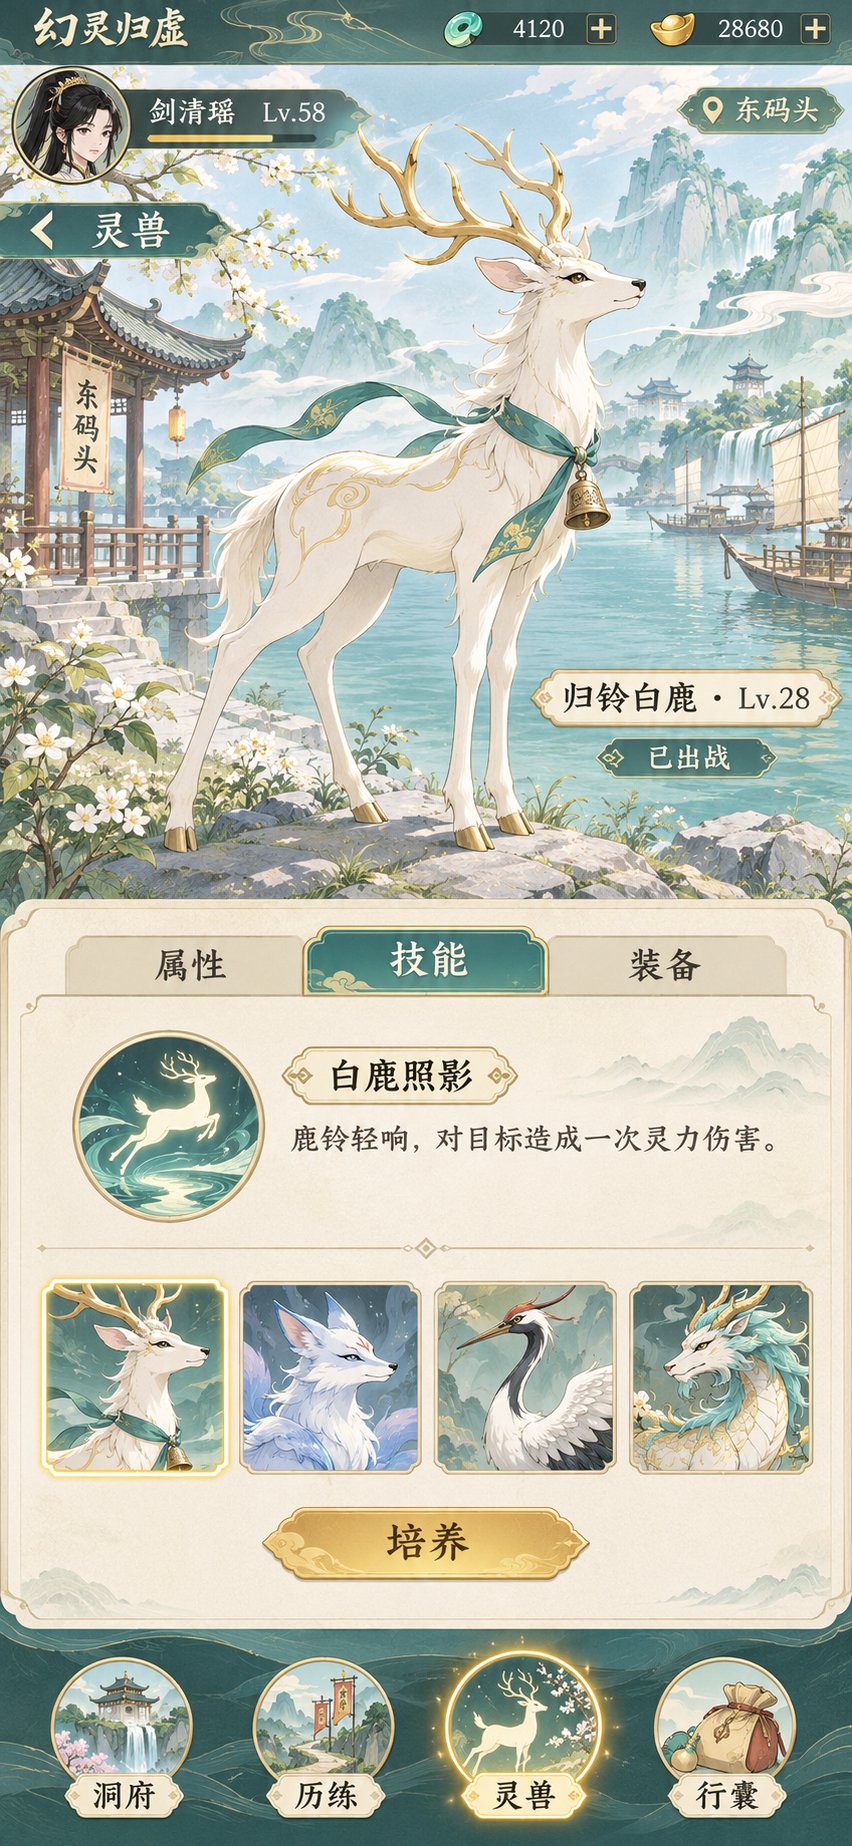 幻灵归虚
4120
28680
剑清瑶 Lv.58
东码头
灵兽
东码头
归铃白鹿·Lv.28
已出战
属性
技能
装备
白鹿照影
鹿铃轻响，对目标造成一次灵力伤害。
培养
洞府
历练
灵兽
行囊